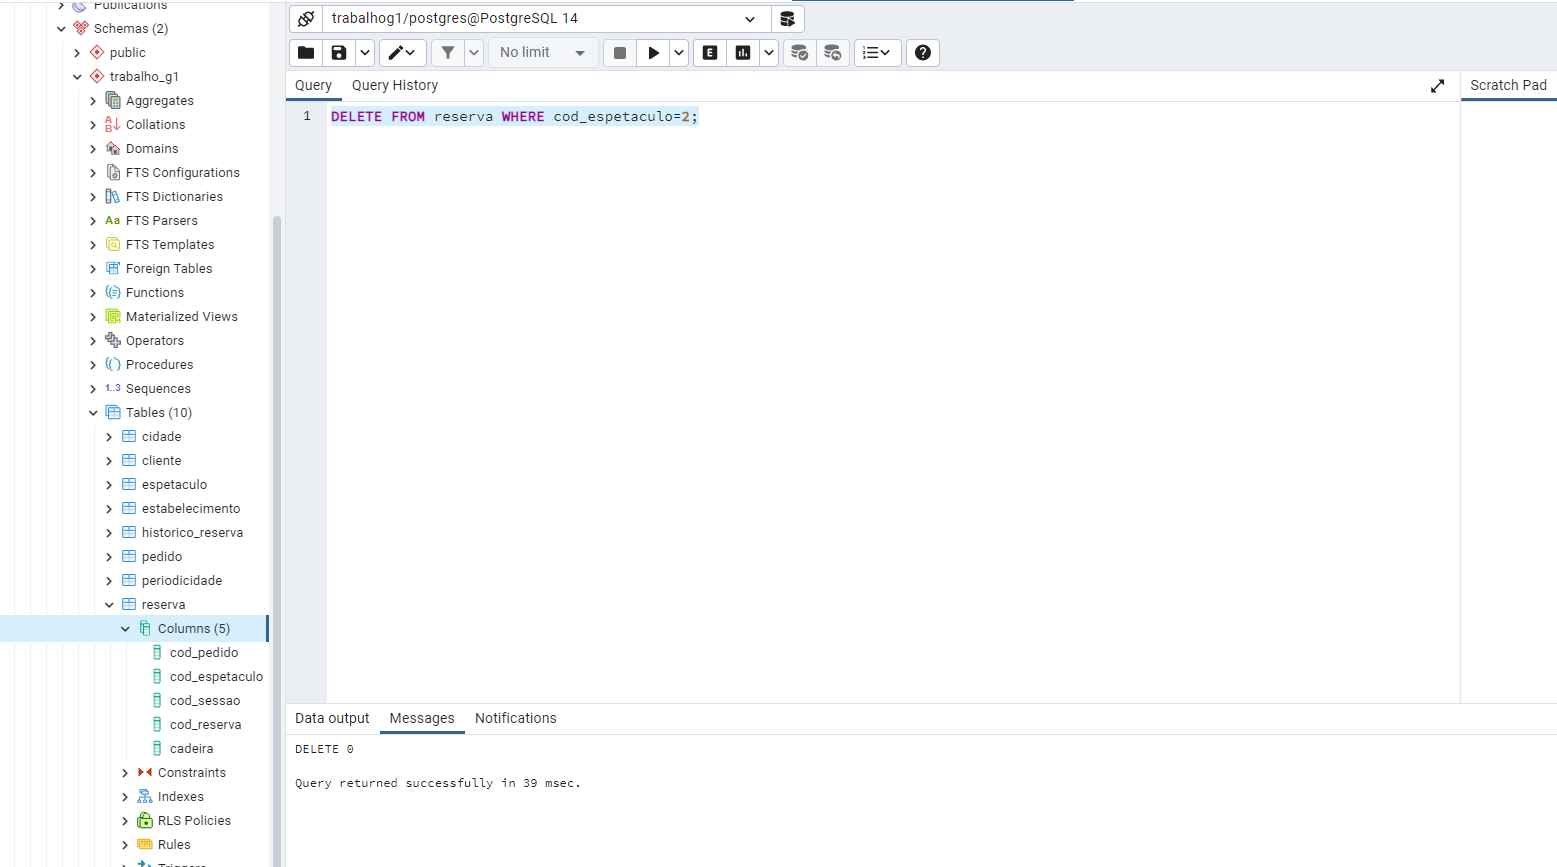 Publications
Schemas (2)
public
trabalho_g1
Aggregates
Collations
Domains
FTS Configurations
FTS Dictionaries
Aa FTS Parsers
FTS Templates
Foreign Tables
Functions
Materialized Views
Operators
Procedures
1..3 Sequences
Tables (10)
cidade
cliente
espetaculo
estabelecimento
historico_reserva
pedido
periodicidade
reserva
Columns (5)
cod_pedido
cod_espetaculo
cod_sessao
cod_reserva
cadeira
Constraints
Indexes
RLS Policies
Rules
Triggers
trabalhog1/postgres@PostgreSQL 14
No limit
E
Query Query History
Scratch Pad
1 DELETE FROM reserva WHERE cod_espetaculo=2;
Data output Messages Notifications
DELETE 0
Query returned successfully in 39 msec.